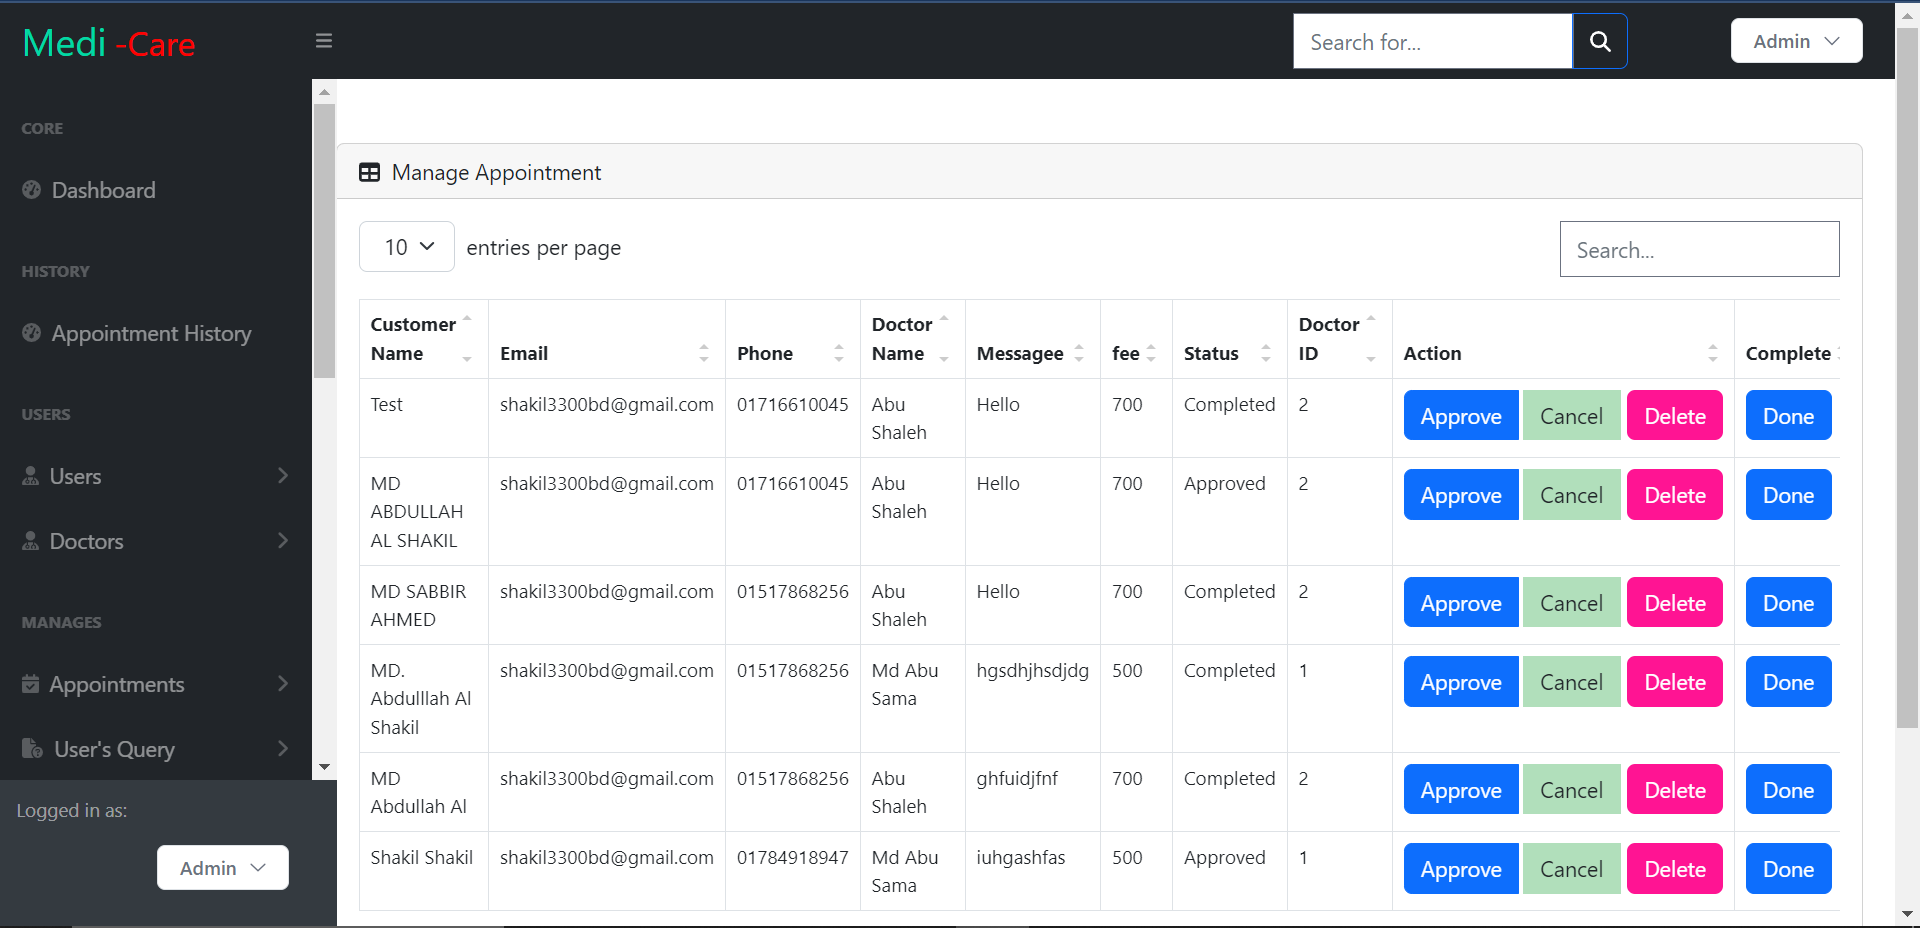 Medi -Care
Search for...
Admin
CORE
Dashboard
HISTORY
Appointment History
USERS
Users
Doctors
MANAGES
Appointments
User's Query
Logged in as:
Admin
Manage Appointment
10 entries per page
Search...
Customer Name Email Phone Doctor Name Messagee fee Status Doctor ID Action Complete
Test shakil3300bd@gmail.com 01716610045 Abu Shaleh Hello 700 Completed 2 Approve Cancel Delete Done
MD ABDULLAH AL SHAKIL shakil3300bd@gmail.com 01716610045 Abu Shaleh Hello 700 Approved 2 Approve Cancel Delete Done
MD SABBIR AHMED shakil3300bd@gmail.com 01517868256 Abu Shaleh Hello 700 Completed 2 Approve Cancel Delete Done
MD. Abdullah Al Shakil shakil3300bd@gmail.com 01517868256 Md Abu Sama hgsdhjhsdjdg 500 Completed 1 Approve Cancel Delete Done
MD Abdullah Al shakil3300bd@gmail.com 01517868256 Abu Shaleh ghfuidjfnf 700 Completed 2 Approve Cancel Delete Done
Shakil Shakil shakil3300bd@gmail.com 01784918947 Md Abu Sama iuhgashfas 500 Approved 1 Approve Cancel Delete Done